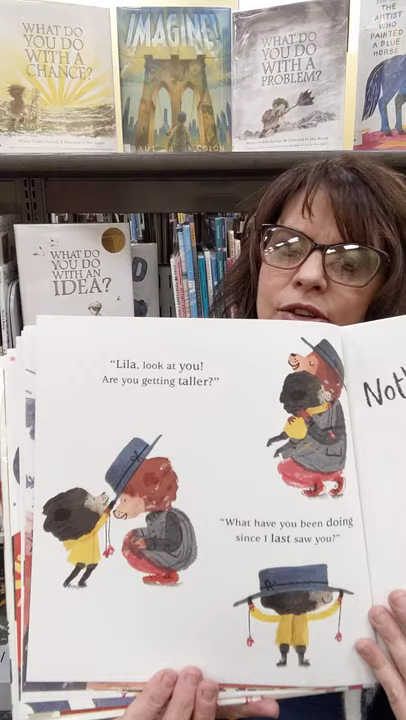 WHAT DO
YOU DO
WITH A
CHANCE?
IMAGINE!
WHAT DO
YOU DO
WITH A
PROBLEM?
THE
ARTIST
WHO
PAINTED
A BLUE
HORSE
WHAT DO
YOU DO
WITH AN
IDEA?
"Lila, look at you!
Are you getting taller?"
"What have you been doing
since I last saw you?"